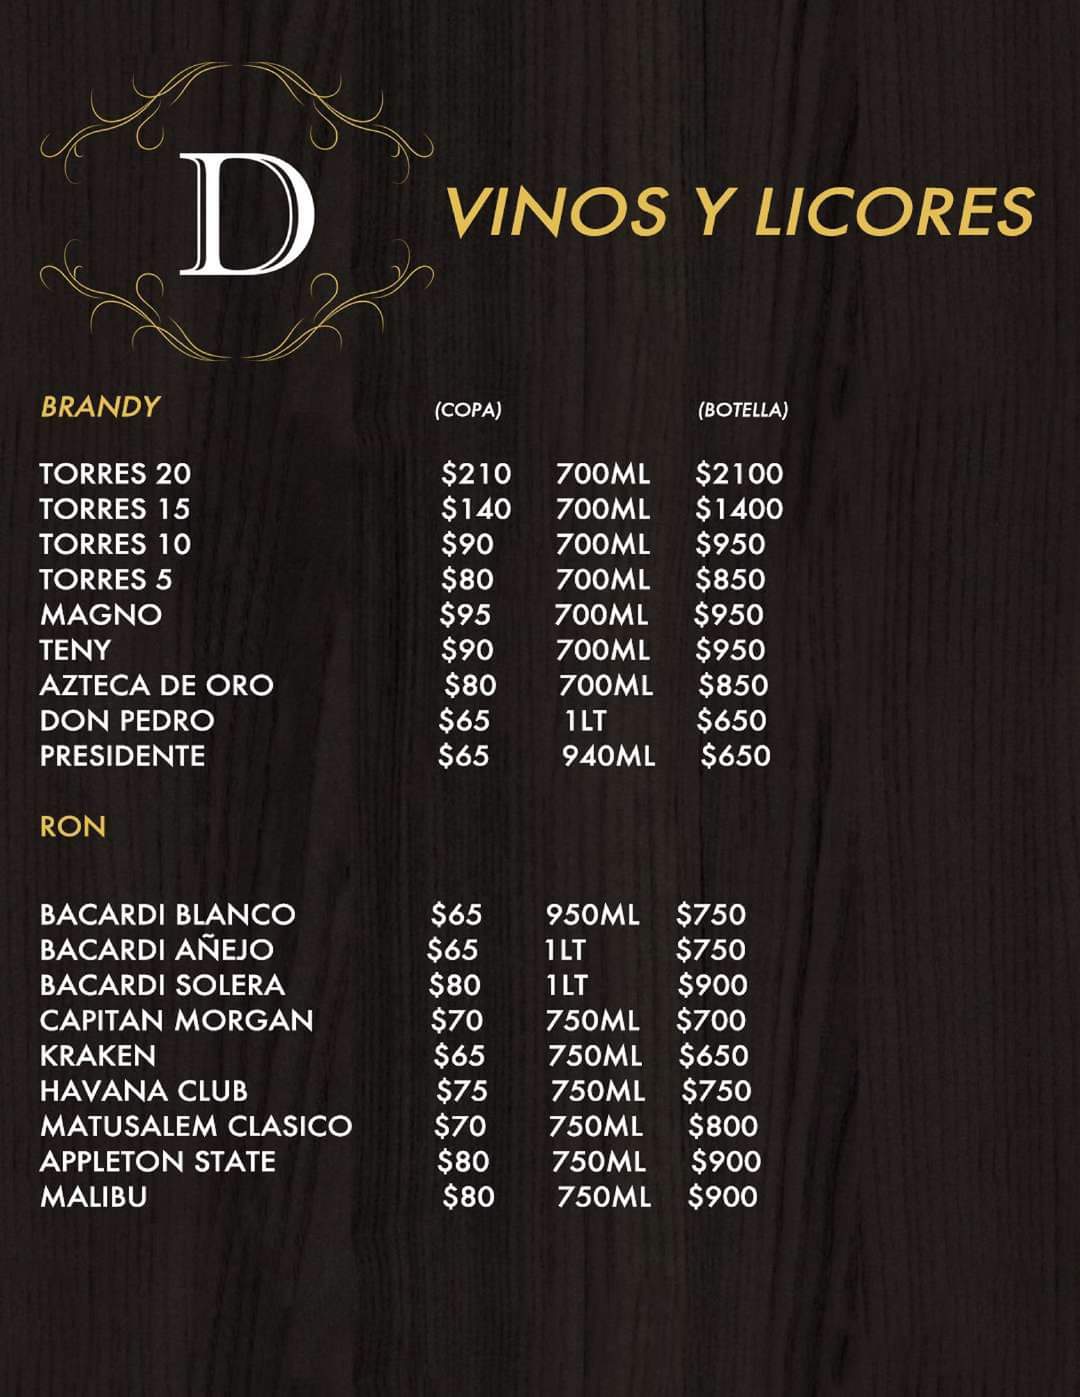 D
VINOS Y LICORES
BRANDY (COPA) (BOTELLA)
TORRES 20 $210 700ML $2100
TORRES 15 $140 700ML $1400
TORRES 10 $90 700ML $950
TORRES 5 $80 700ML $850
MAGNO $95 700ML $950
TENY $90 700ML $950
AZTECA DE ORO $80 700ML $850
DON PEDRO $65 1LT $650
PRESIDENTE $65 940ML $650
RON
BACARDI BLANCO $65 950ML $750
BACARDI AÑEJO $65 1LT $750
BACARDI SOLERA $80 1LT $900
CAPITAN MORGAN $70 750ML $700
KRAKEN $65 750ML $650
HAVANA CLUB $75 750ML $750
MATUSALEM CLASICO $70 750ML $800
APPLETON STATE $80 750ML $900
MALIBU $80 750ML $900